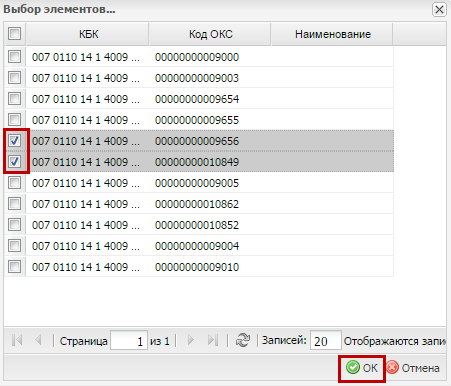 Выбор элементов...
КБК Код ОКС Наименование
007 0110 14 1 4009 ... 00000000009000
007 0110 14 1 4009 ... 00000000009003
007 0110 14 1 4009 ... 00000000009654
007 0110 14 1 4009 ... 00000000009655
007 0110 14 1 4009 ... 00000000009656
007 0110 14 1 4009 ... 00000000010849
007 0110 14 1 4009 ... 00000000009005
007 0110 14 1 4009 ... 00000000010862
007 0110 14 1 4009 ... 00000000010852
007 0110 14 1 4009 ... 00000000009004
007 0110 14 1 4009 ... 00000000009010
Страница 1 из 1 Записей: 20 Отображаются запи
ОК Отмена